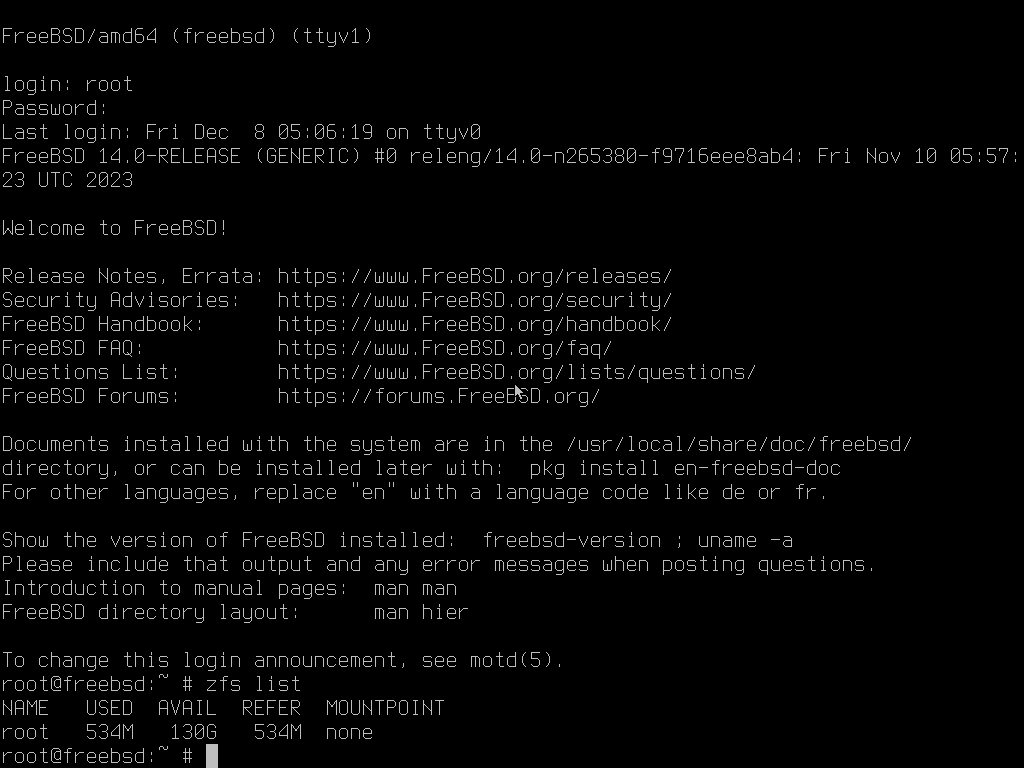 FreeBSD/amd64 (freebsd) (ttyv1)
login: root
Password:
Last login: Fri Dec  8 05:06:19 on ttyv0
FreeBSD 14.0-RELEASE (GENERIC) #0 releng/14.0-n265380-f9716eee8ab4: Fri Nov 10 05:57:
23 UTC 2023
Welcome to FreeBSD!
Release Notes, Errata: https://www.FreeBSD.org/releases/
Security Advisories:   https://www.FreeBSD.org/security/
FreeBSD Handbook:      https://www.FreeBSD.org/handbook/
FreeBSD FAQ:           https://www.FreeBSD.org/faq/
Questions List:        https://www.FreeBSD.org/lists/questions/
FreeBSD Forums:        https://forums.FreeBSD.org/
Documents installed with the system are in the /usr/local/share/doc/freebsd/
directory, or can be installed later with:  pkg install en-freebsd-doc
For other languages, replace "en" with a language code like de or fr.
Show the version of FreeBSD installed:  freebsd-version ; uname -a
Please include that output and any error messages when posting questions.
Introduction to manual pages:  man man
FreeBSD directory layout:      man hier
To change this login announcement, see motd(5).
root@freebsd:~ # zfs list
NAME   USED  AVAIL  REFER  MOUNTPOINT
root   534M   130G   534M  none
root@freebsd:~ #